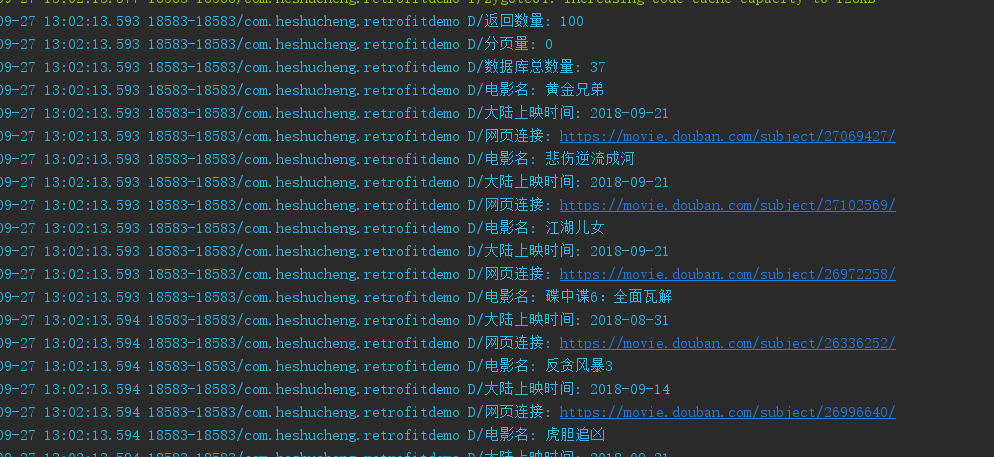 09-27 13:02:13.593 18583-18583/com.heshucheng.retrofitdemo D/返回数量: 100
09-27 13:02:13.593 18583-18583/com.heshucheng.retrofitdemo D/分页量: 0
09-27 13:02:13.593 18583-18583/com.heshucheng.retrofitdemo D/数据库总数量: 37
09-27 13:02:13.593 18583-18583/com.heshucheng.retrofitdemo D/电影名: 黄金兄弟
09-27 13:02:13.593 18583-18583/com.heshucheng.retrofitdemo D/大陆上映时间: 2018-09-21
09-27 13:02:13.593 18583-18583/com.heshucheng.retrofitdemo D/网页连接: https://movie.douban.com/subject/27069427/
09-27 13:02:13.593 18583-18583/com.heshucheng.retrofitdemo D/电影名: 悲伤逆流成河
09-27 13:02:13.593 18583-18583/com.heshucheng.retrofitdemo D/大陆上映时间: 2018-09-21
09-27 13:02:13.593 18583-18583/com.heshucheng.retrofitdemo D/网页连接: https://movie.douban.com/subject/27102569/
09-27 13:02:13.593 18583-18583/com.heshucheng.retrofitdemo D/电影名: 江湖儿女
09-27 13:02:13.593 18583-18583/com.heshucheng.retrofitdemo D/大陆上映时间: 2018-09-21
09-27 13:02:13.593 18583-18583/com.heshucheng.retrofitdemo D/网页连接: https://movie.douban.com/subject/26972258/
09-27 13:02:13.593 18583-18583/com.heshucheng.retrofitdemo D/电影名: 碟中谍6：全面瓦解
09-27 13:02:13.594 18583-18583/com.heshucheng.retrofitdemo D/大陆上映时间: 2018-08-31
09-27 13:02:13.594 18583-18583/com.heshucheng.retrofitdemo D/网页连接: https://movie.douban.com/subject/26336252/
09-27 13:02:13.594 18583-18583/com.heshucheng.retrofitdemo D/电影名: 反贪风暴3
09-27 13:02:13.594 18583-18583/com.heshucheng.retrofitdemo D/大陆上映时间: 2018-09-14
09-27 13:02:13.594 18583-18583/com.heshucheng.retrofitdemo D/网页连接: https://movie.douban.com/subject/26996640/
09-27 13:02:13.594 18583-18583/com.heshucheng.retrofitdemo D/电影名: 虎胆追凶